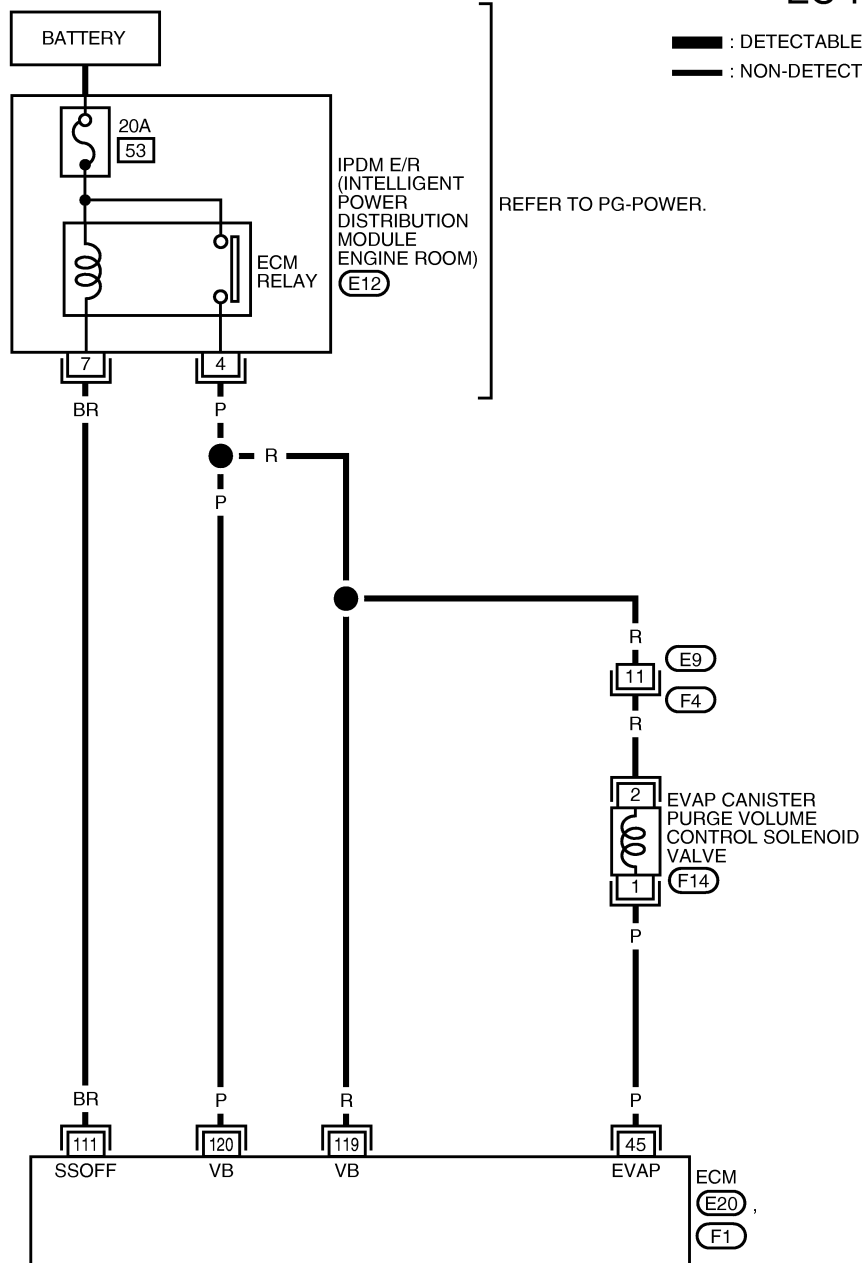 BATTERY
: DETECTABLE
: NON-DETECT
20A
53
IPDM E/R
(INTELLIGENT
POWER
DISTRIBUTION
MODULE
ENGINE ROOM)
E12
REFER TO PG-POWER.
ECM
RELAY
7
4
BR
P
R
P
R
E9
11
F4
R
2
EVAP CANISTER
PURGE VOLUME
CONTROL SOLENOID
VALVE
1
F14
P
BR
P
R
P
111
120
119
45
SSOFF
VB
VB
EVAP
ECM
E20 ,
F1